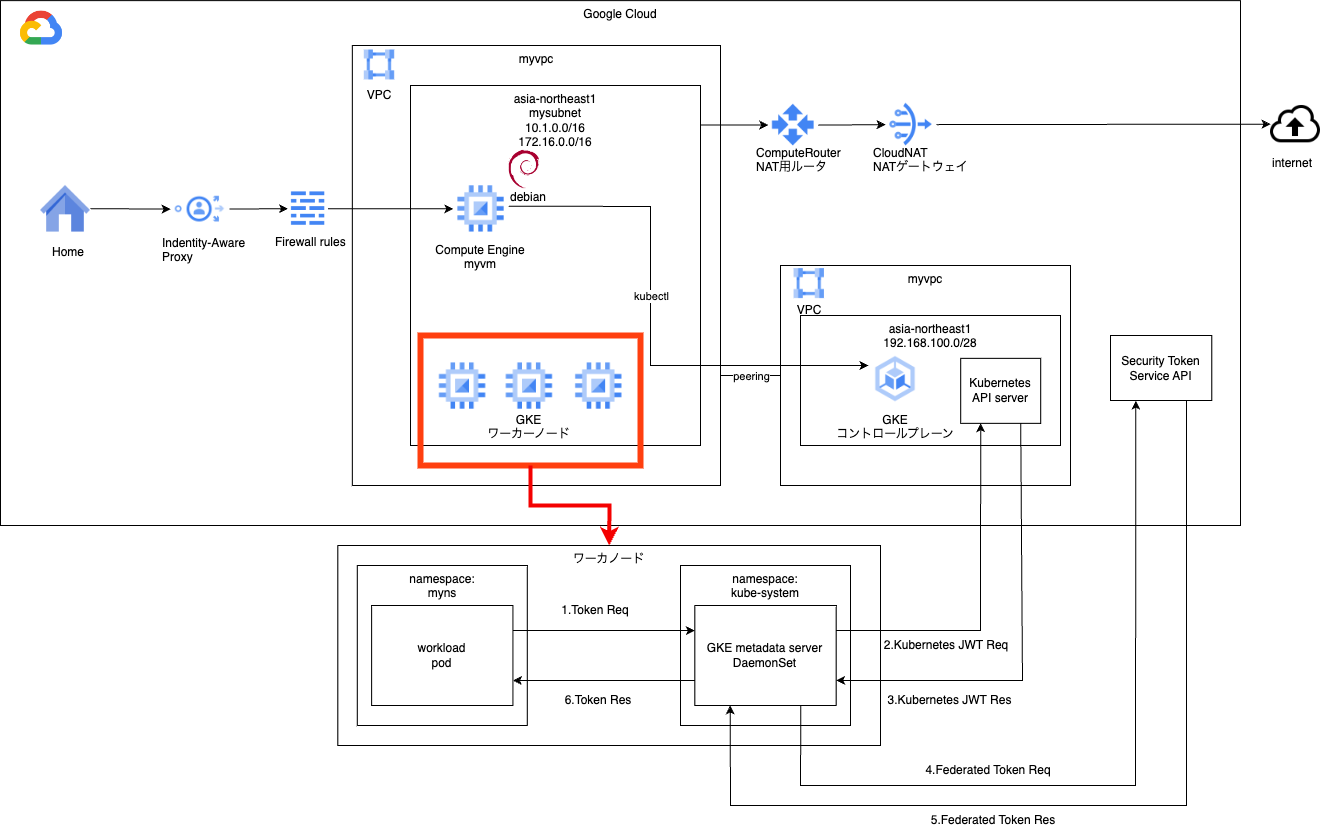 Google Cloud
myvpc
VPC
asia-northeast1
mysubnet
10.1.0.0/16
172.16.0.0/16
debian
Compute Engine
myvm
Home
Indentity-Aware
Proxy
Firewall rules
ComputeRouter
NAT用ルータ
CloudNAT
NATゲートウェイ
internet
kubectl
GKE
ワーカーノード
peering
myvpc
VPC
asia-northeast1
192.168.100.0/28
GKE
コントロールプレーン
Kubernetes
API server
Security Token
Service API
ワーカノード
namespace:
myns
workload
pod
1.Token Req
6.Token Res
namespace:
kube-system
GKE metadata server
DaemonSet
2.Kubernetes JWT Req
3.Kubernetes JWT Res
4.Federated Token Req
5.Federated Token Res